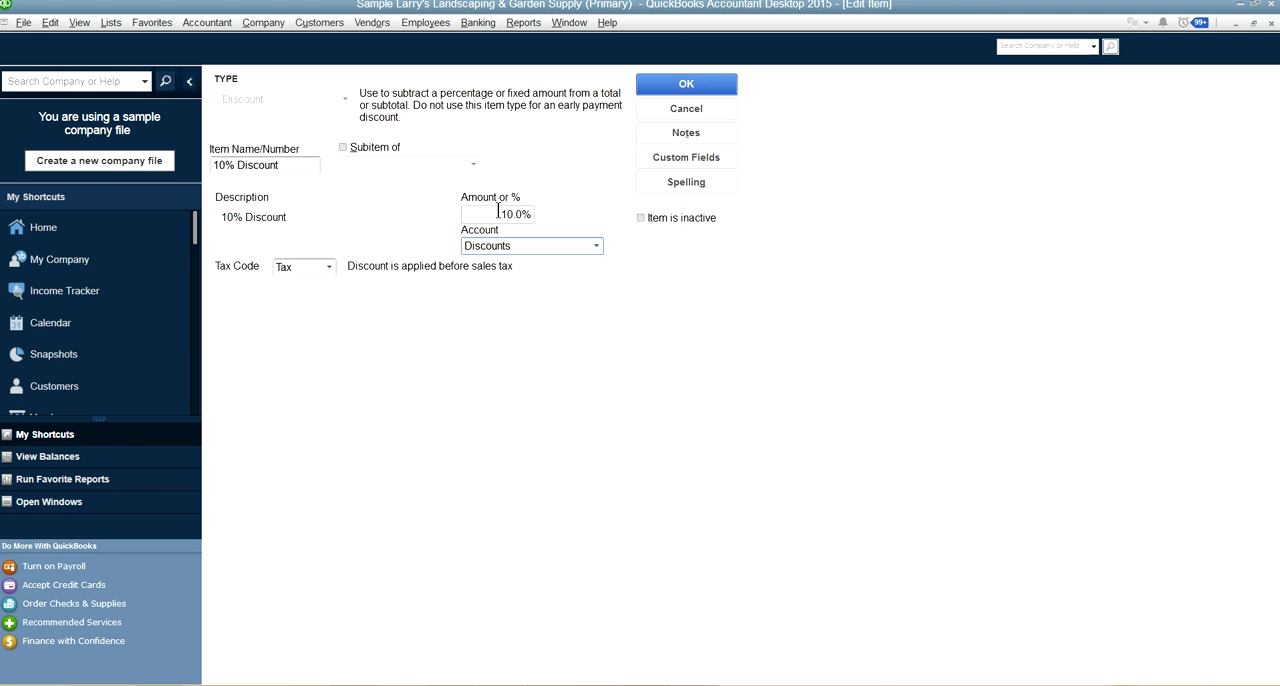 Sample Larry's Landscaping & Garden Supply (Primary) - QuickBooks Accountant Desktop 2015 - [Edit Item]
File Edit View Lists Favorites Accountant Company Customers Vendors Employees Banking Reports Window Help
99+
Search Company or Help
Search Company or Help
You are using a sample
company file
Create a new company file
My Shortcuts
Home
My Company
Income Tracker
Calendar
Snapshots
Customers
My Shortcuts
View Balances
Run Favorite Reports
Open Windows
Do More With QuickBooks
Turn on Payroll
Accept Credit Cards
Order Checks & Supplies
Recommended Services
Finance with Confidence
TYPE
Discount
Use to subtract a percentage or fixed amount from a total
or subtotal. Do not use this item type for an early payment
discount.
Item Name/Number
Subitem of
10% Discount
Description
10% Discount
Amount or %
10.0%
Account
Discounts
Tax Code
Tax
Discount is applied before sales tax
OK
Cancel
Notes
Custom Fields
Spelling
Item is inactive